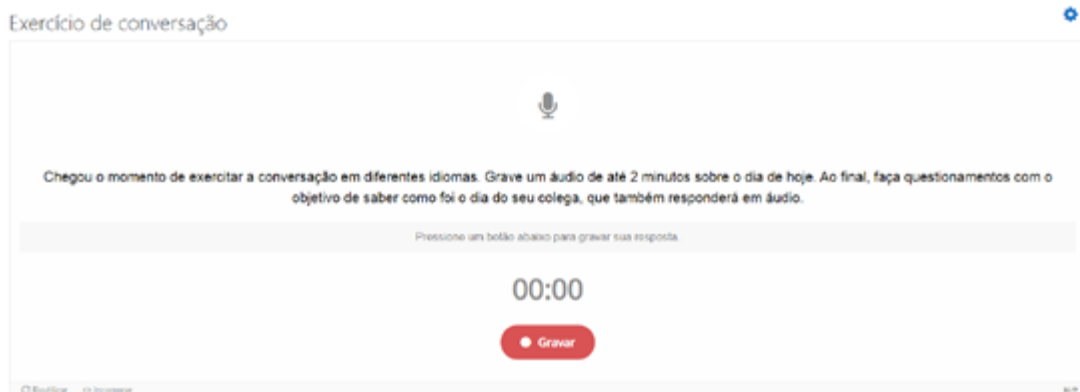 Exercício de conversação
Chegou o momento de exercitar a conversação em diferentes idiomas. Grave um áudio de até 2 minutos sobre o dia de hoje. Ao final, faça questionamentos com o
objetivo de saber como foi o dia do seu colega, que também responderá em áudio.
Pressione um botão abaixo para gravar sua resposta
00:00
Gravar